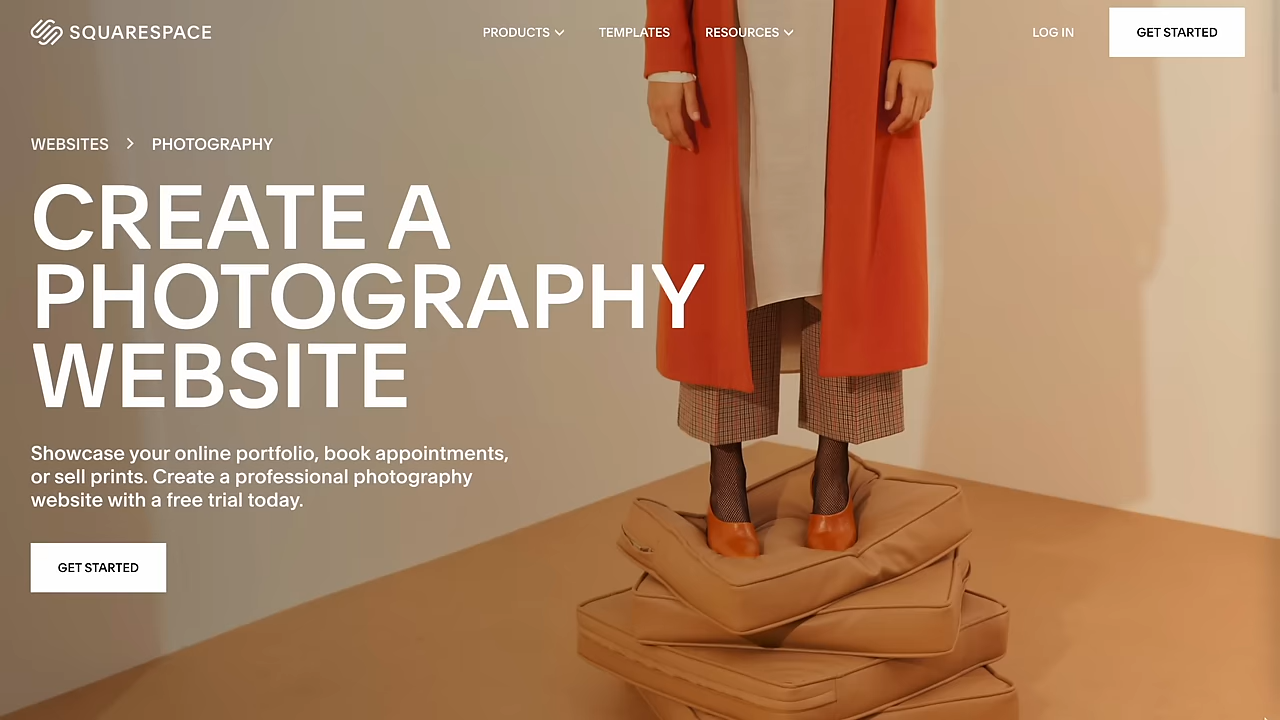 SQUARESPACE
PRODUCTS
TEMPLATES
RESOURCES
LOG IN
GET STARTED
WEBSITES > PHOTOGRAPHY
CREATE A
PHOTOGRAPHY
WEBSITE
Showcase your online portfolio, book appointments,
or sell prints. Create a professional photography
website with a free trial today.
GET STARTED